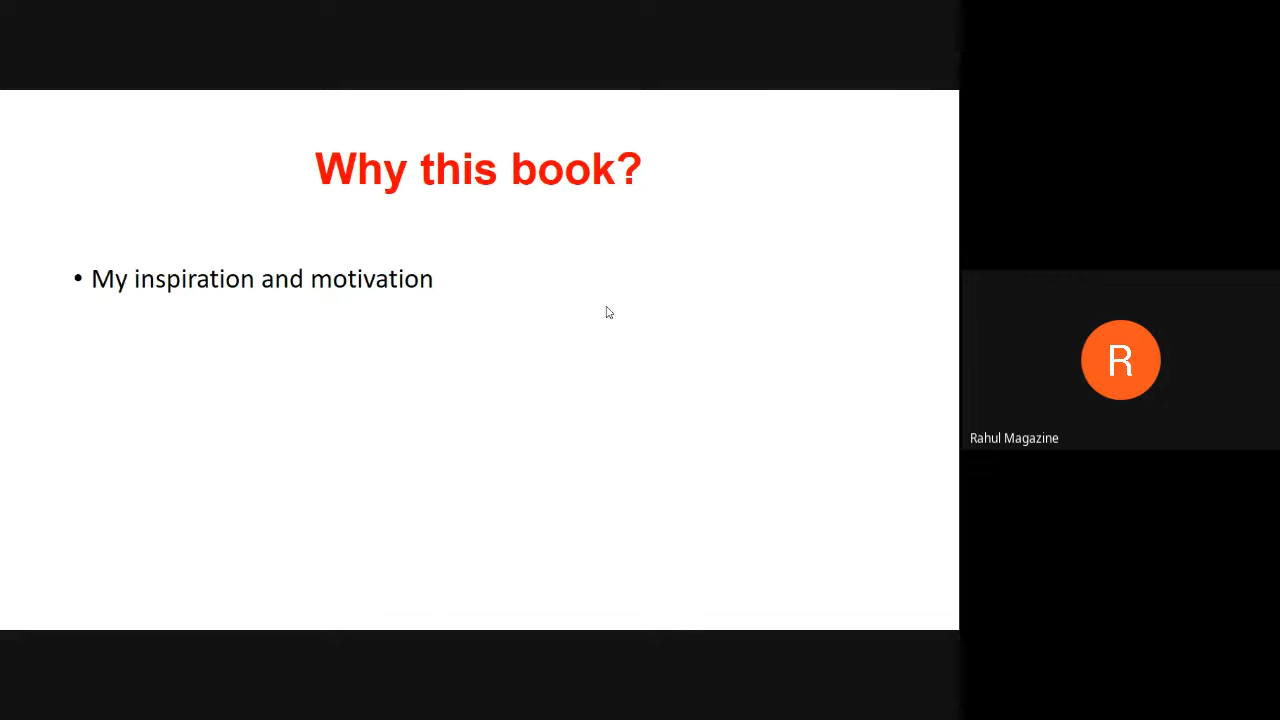 Why this book?
• My inspiration and motivation
R
Rahul Magazine